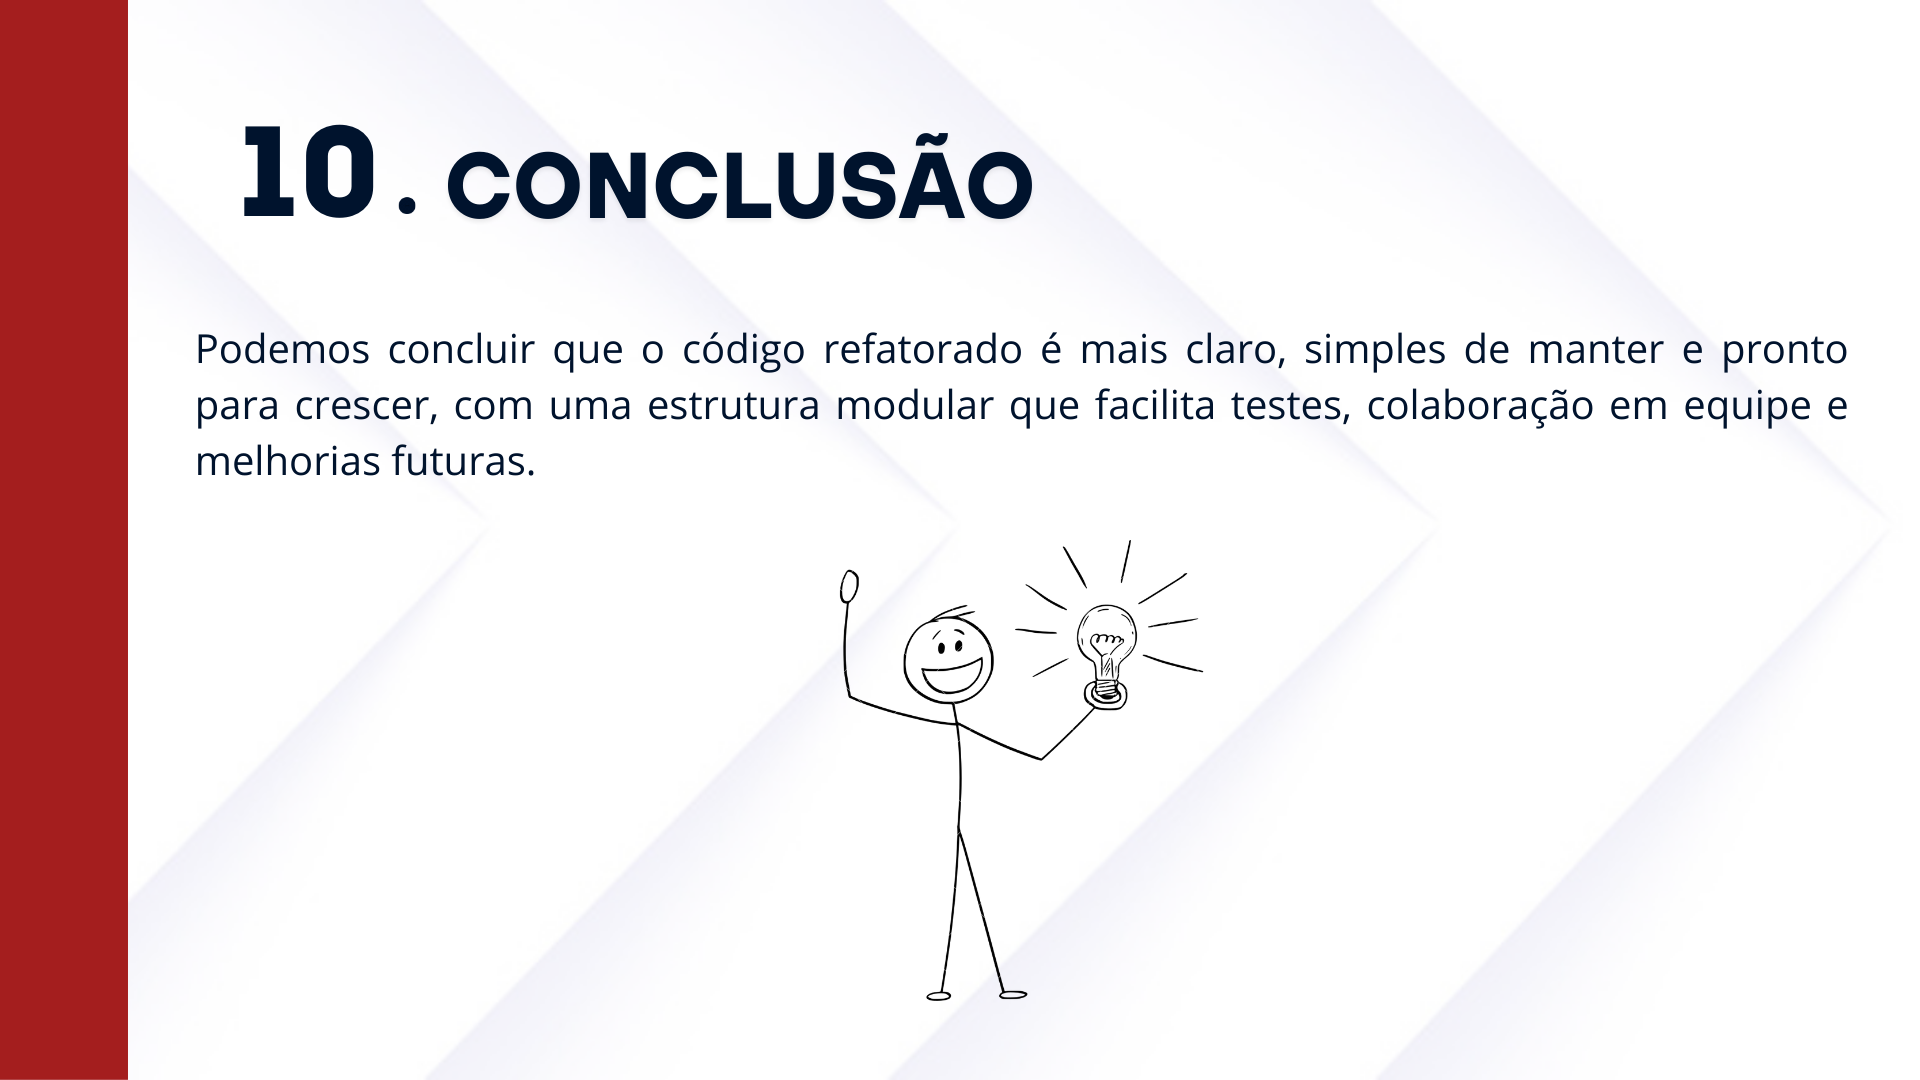 10. CONCLUSÃO
Podemos concluir que o código refatorado é mais claro, simples de manter e pronto
para crescer, com uma estrutura modular que facilita testes, colaboração em equipe e
melhorias futuras.